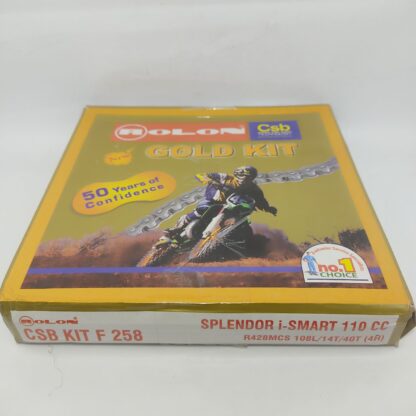 ROLON
Csb
GOLD KIT
50 Years of
Confidence
no.1
CHOICE
ROLON
CSB KIT F 258
SPLENDOR i-SMART 110 CC
R428MCS 108L/14T/40T (4R)